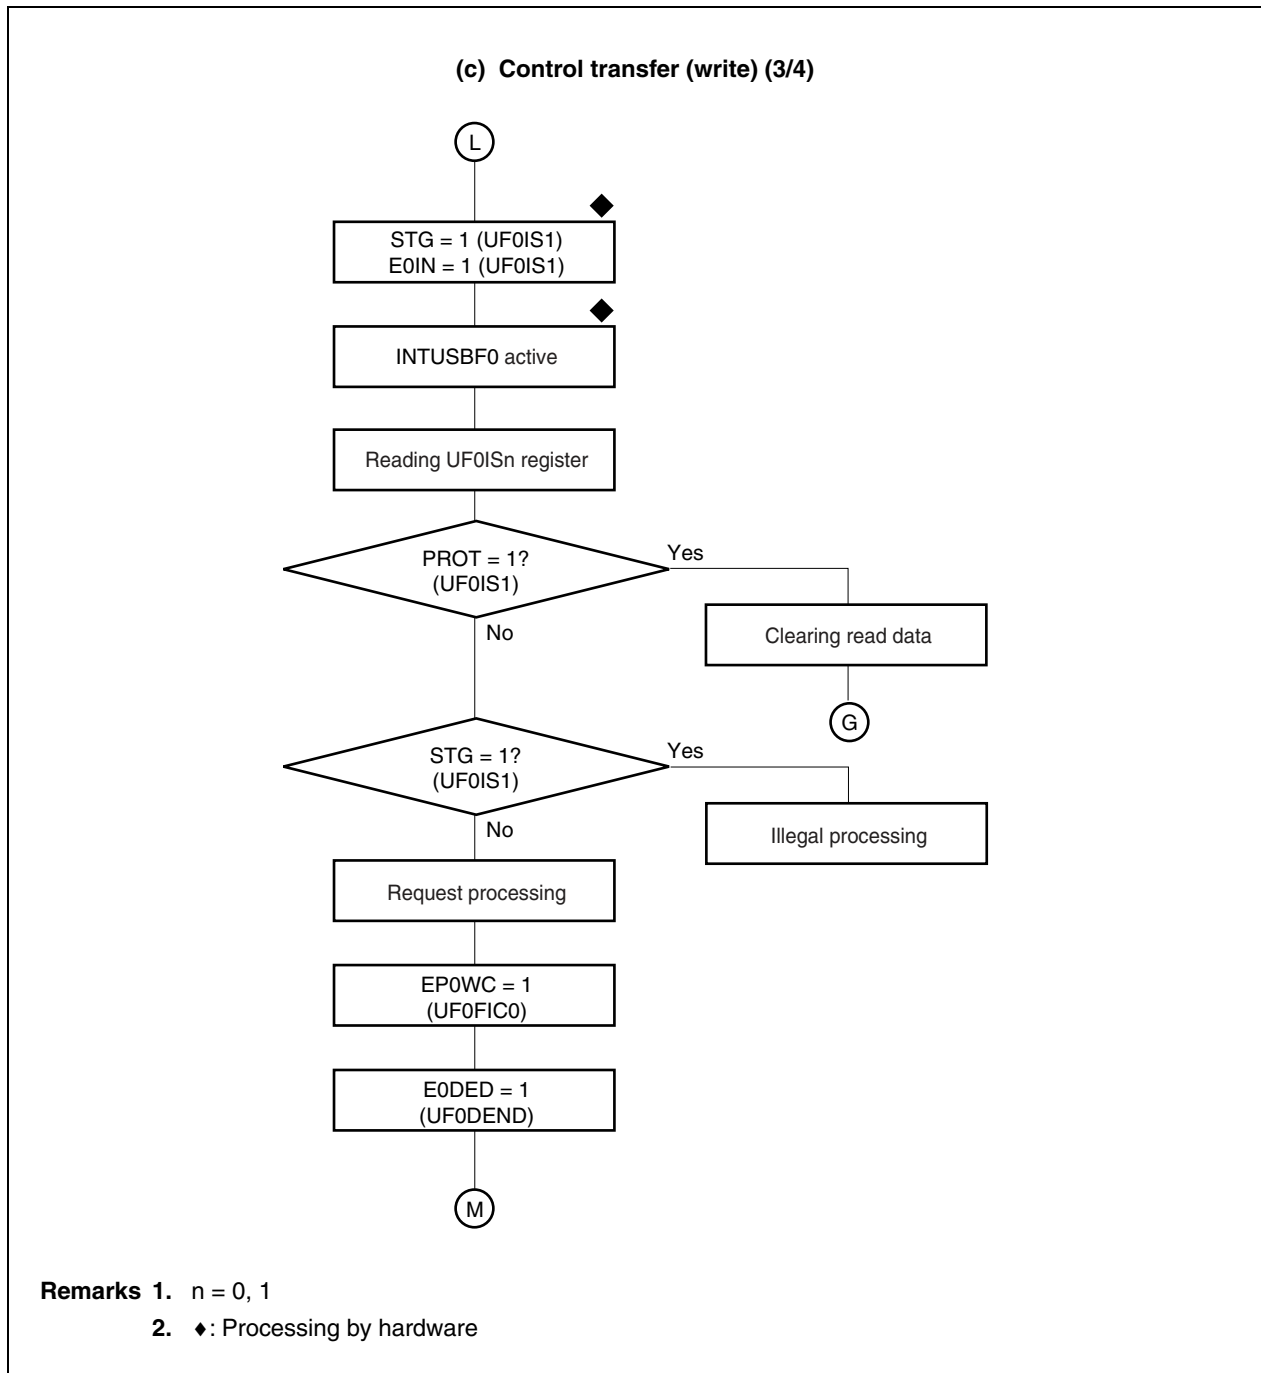 (c) Control transfer (write) (3/4)
L
STG = 1 (UF0IS1)
E0IN = 1 (UF0IS1)
INTUSBF0 active
Reading UF0ISn register
PROT = 1?
(UF0IS1)
Yes
No
Clearing read data
G
STG = 1?
(UF0IS1)
Yes
No
Illegal processing
Request processing
EP0WC = 1
(UF0FIC0)
E0DED = 1
(UF0DEND)
M
Remarks 1. n = 0, 1
2. ♦: Processing by hardware